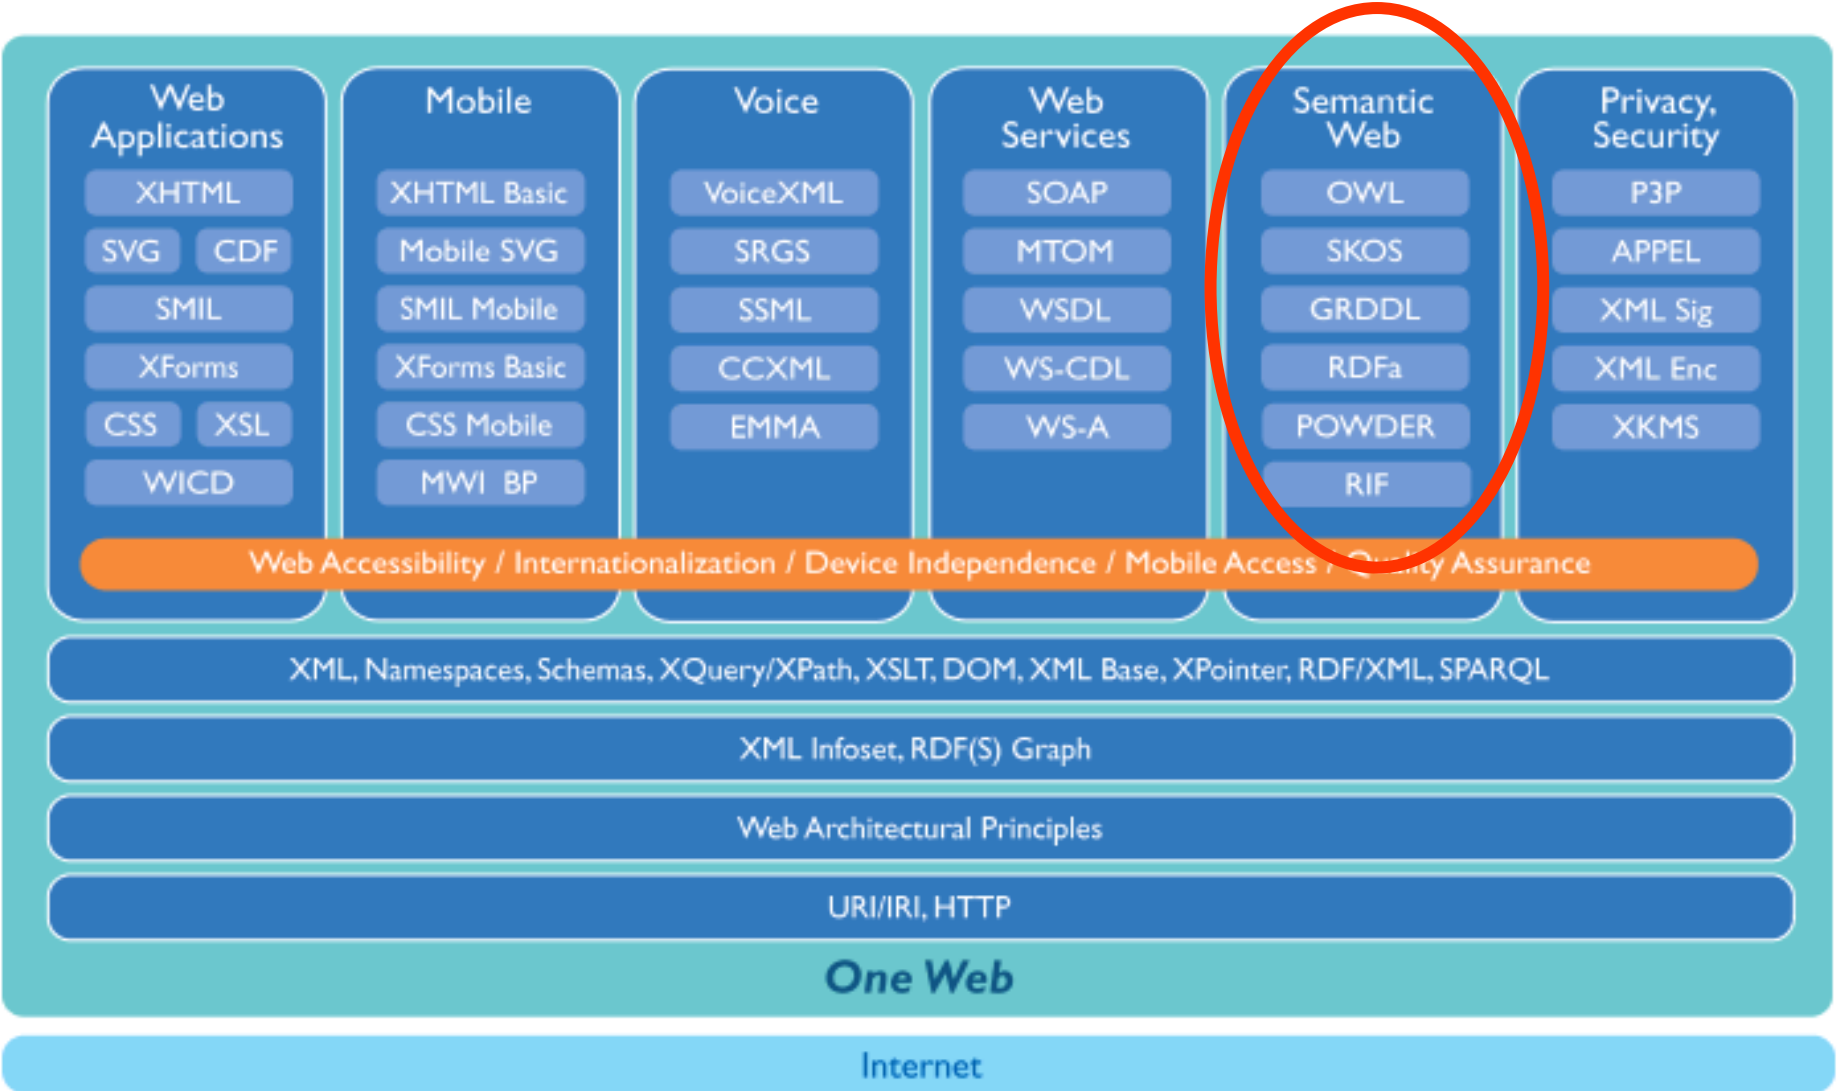 Web
Applications
XHTML
SVG CDF
SMIL
XForms
CSS XSL
WICD
Mobile
XHTML Basic
Mobile SVG
SMIL Mobile
XForms Basic
CSS Mobile
MWI BP
Voice
VoiceXML
SRGS
SSML
CCXML
EMMA
Web
Services
SOAP
MTOM
WSDL
WS-CDL
WS-A
Semantic
Web
OWL
SKOS
GRDDL
RDFa
POWDER
RIF
Privacy,
Security
P3P
APPEL
XML Sig
XML Enc
XKMS
Web Accessibility / Internationalization / Device Independence / Mobile Access / Quality Assurance
XML, Namespaces, Schemas, XQuery/XPath, XSLT, DOM, XML Base, XPointer, RDF/XML, SPARQL
XML Infoset, RDF(S) Graph
Web Architectural Principles
URI/IRI, HTTP
One Web
Internet